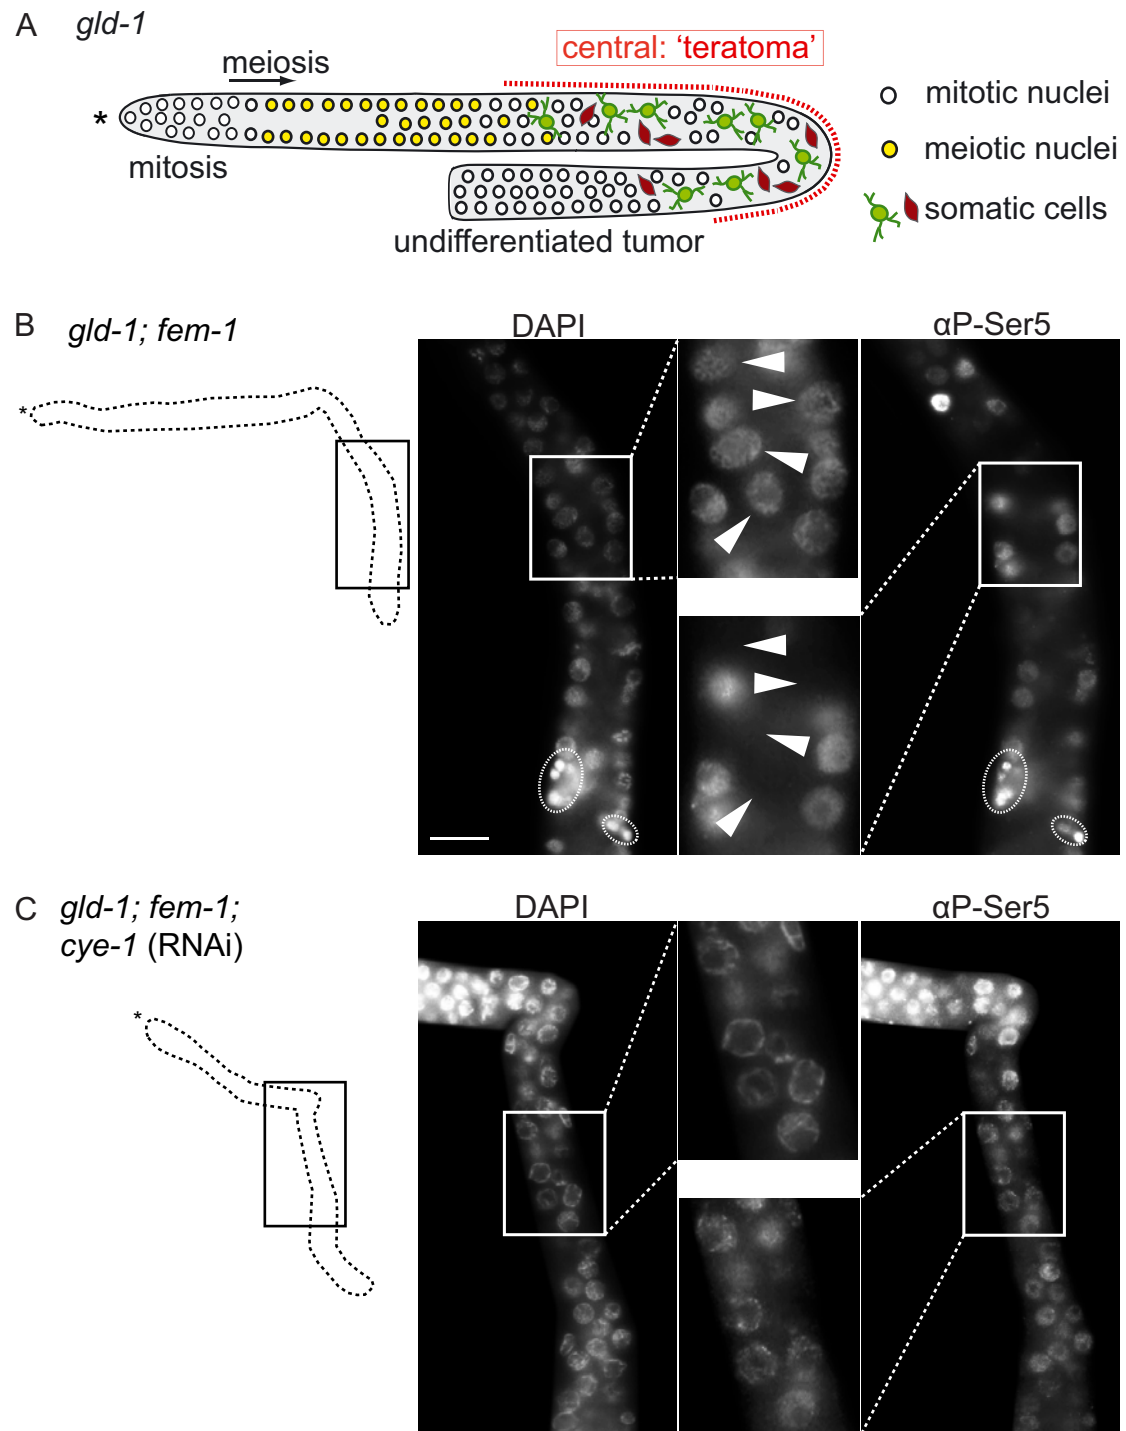 A
gld-1
central: ‘teratoma’
meiosis
*
mitosis
undifferentiated tumor
mitotic nuclei
meiotic nuclei
somatic cells
B
gld-1; fem-1
DAPI
αP-Ser5
*
C
gld-1; fem-1;
cye-1 (RNAi)
DAPI
αP-Ser5
*